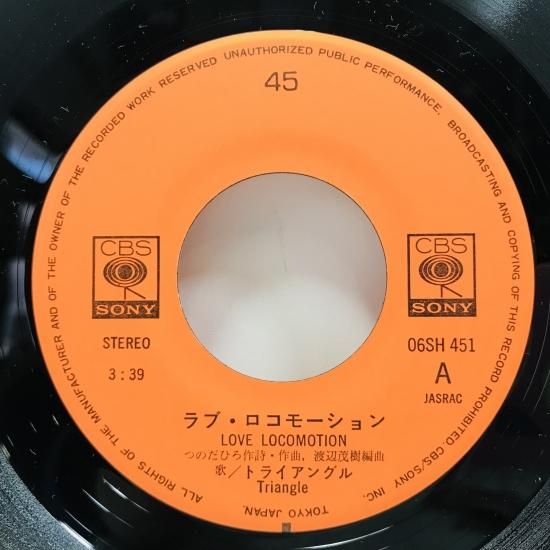 ALL RIGHTS OF THE MANUFACTURER AND OF THE OWNER OF THE RECORDED WORK RESERVED UNAUTHORIZED PUBLIC PERFORMANCE. BROADCASTING AND COPYING OF THIS RECORD PROHIBITED. CBS/SONY INC. TOKYO JAPAN.
45
CBS
SONY
CBS
SONY
STEREO
06SH 451
3:39
A
JASRAC
ラブ・ロコモーション
LOVE LOCOMOTION
つのだひろ作詩・作曲, 渡辺茂樹編曲
歌/トライアングル
Triangle